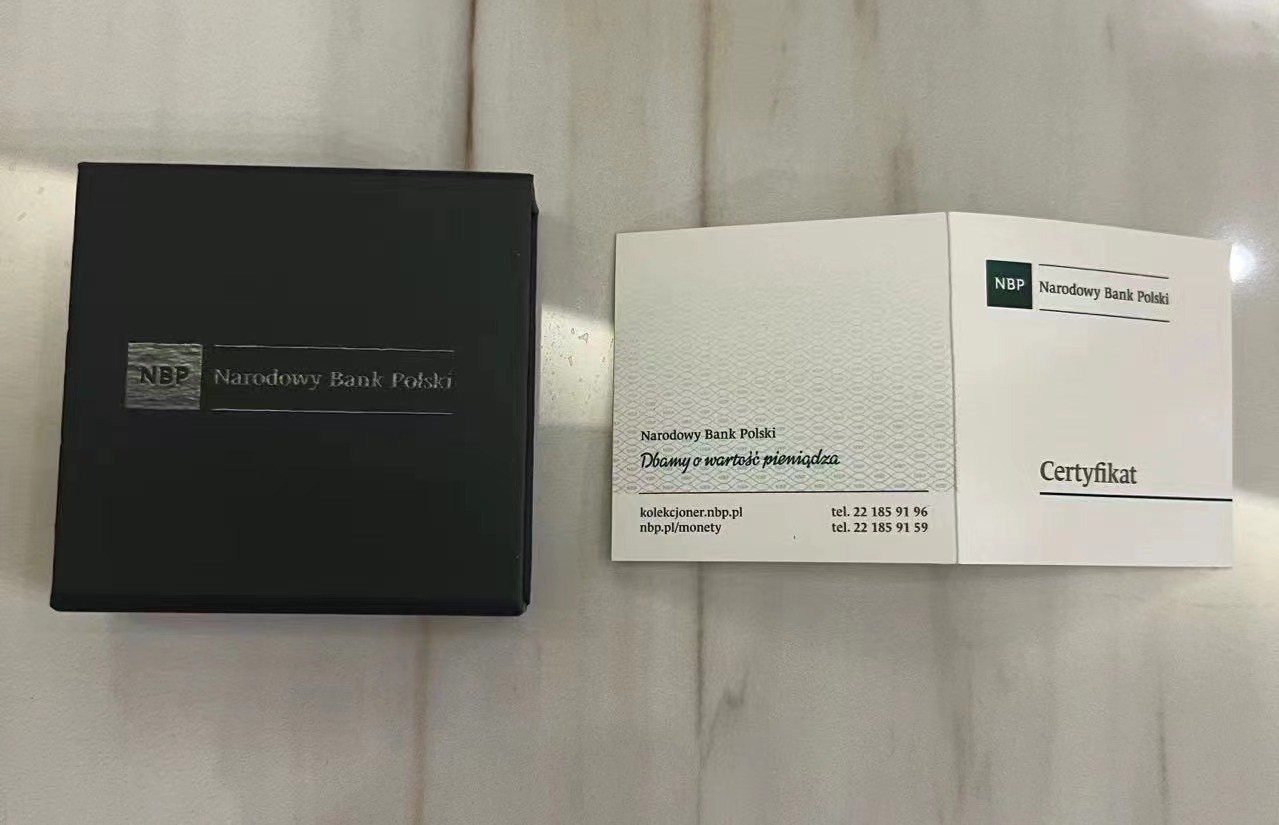 NBP Narodowy Bank Polski
Narodowy Bank Polski
Dbamy o wartość pieniądza
kolekcjoner.nbp.pl tel. 22 185 91 96
nbp.pl/monety tel. 22 185 91 59
NBP Narodowy Bank Polski
Certyfikat